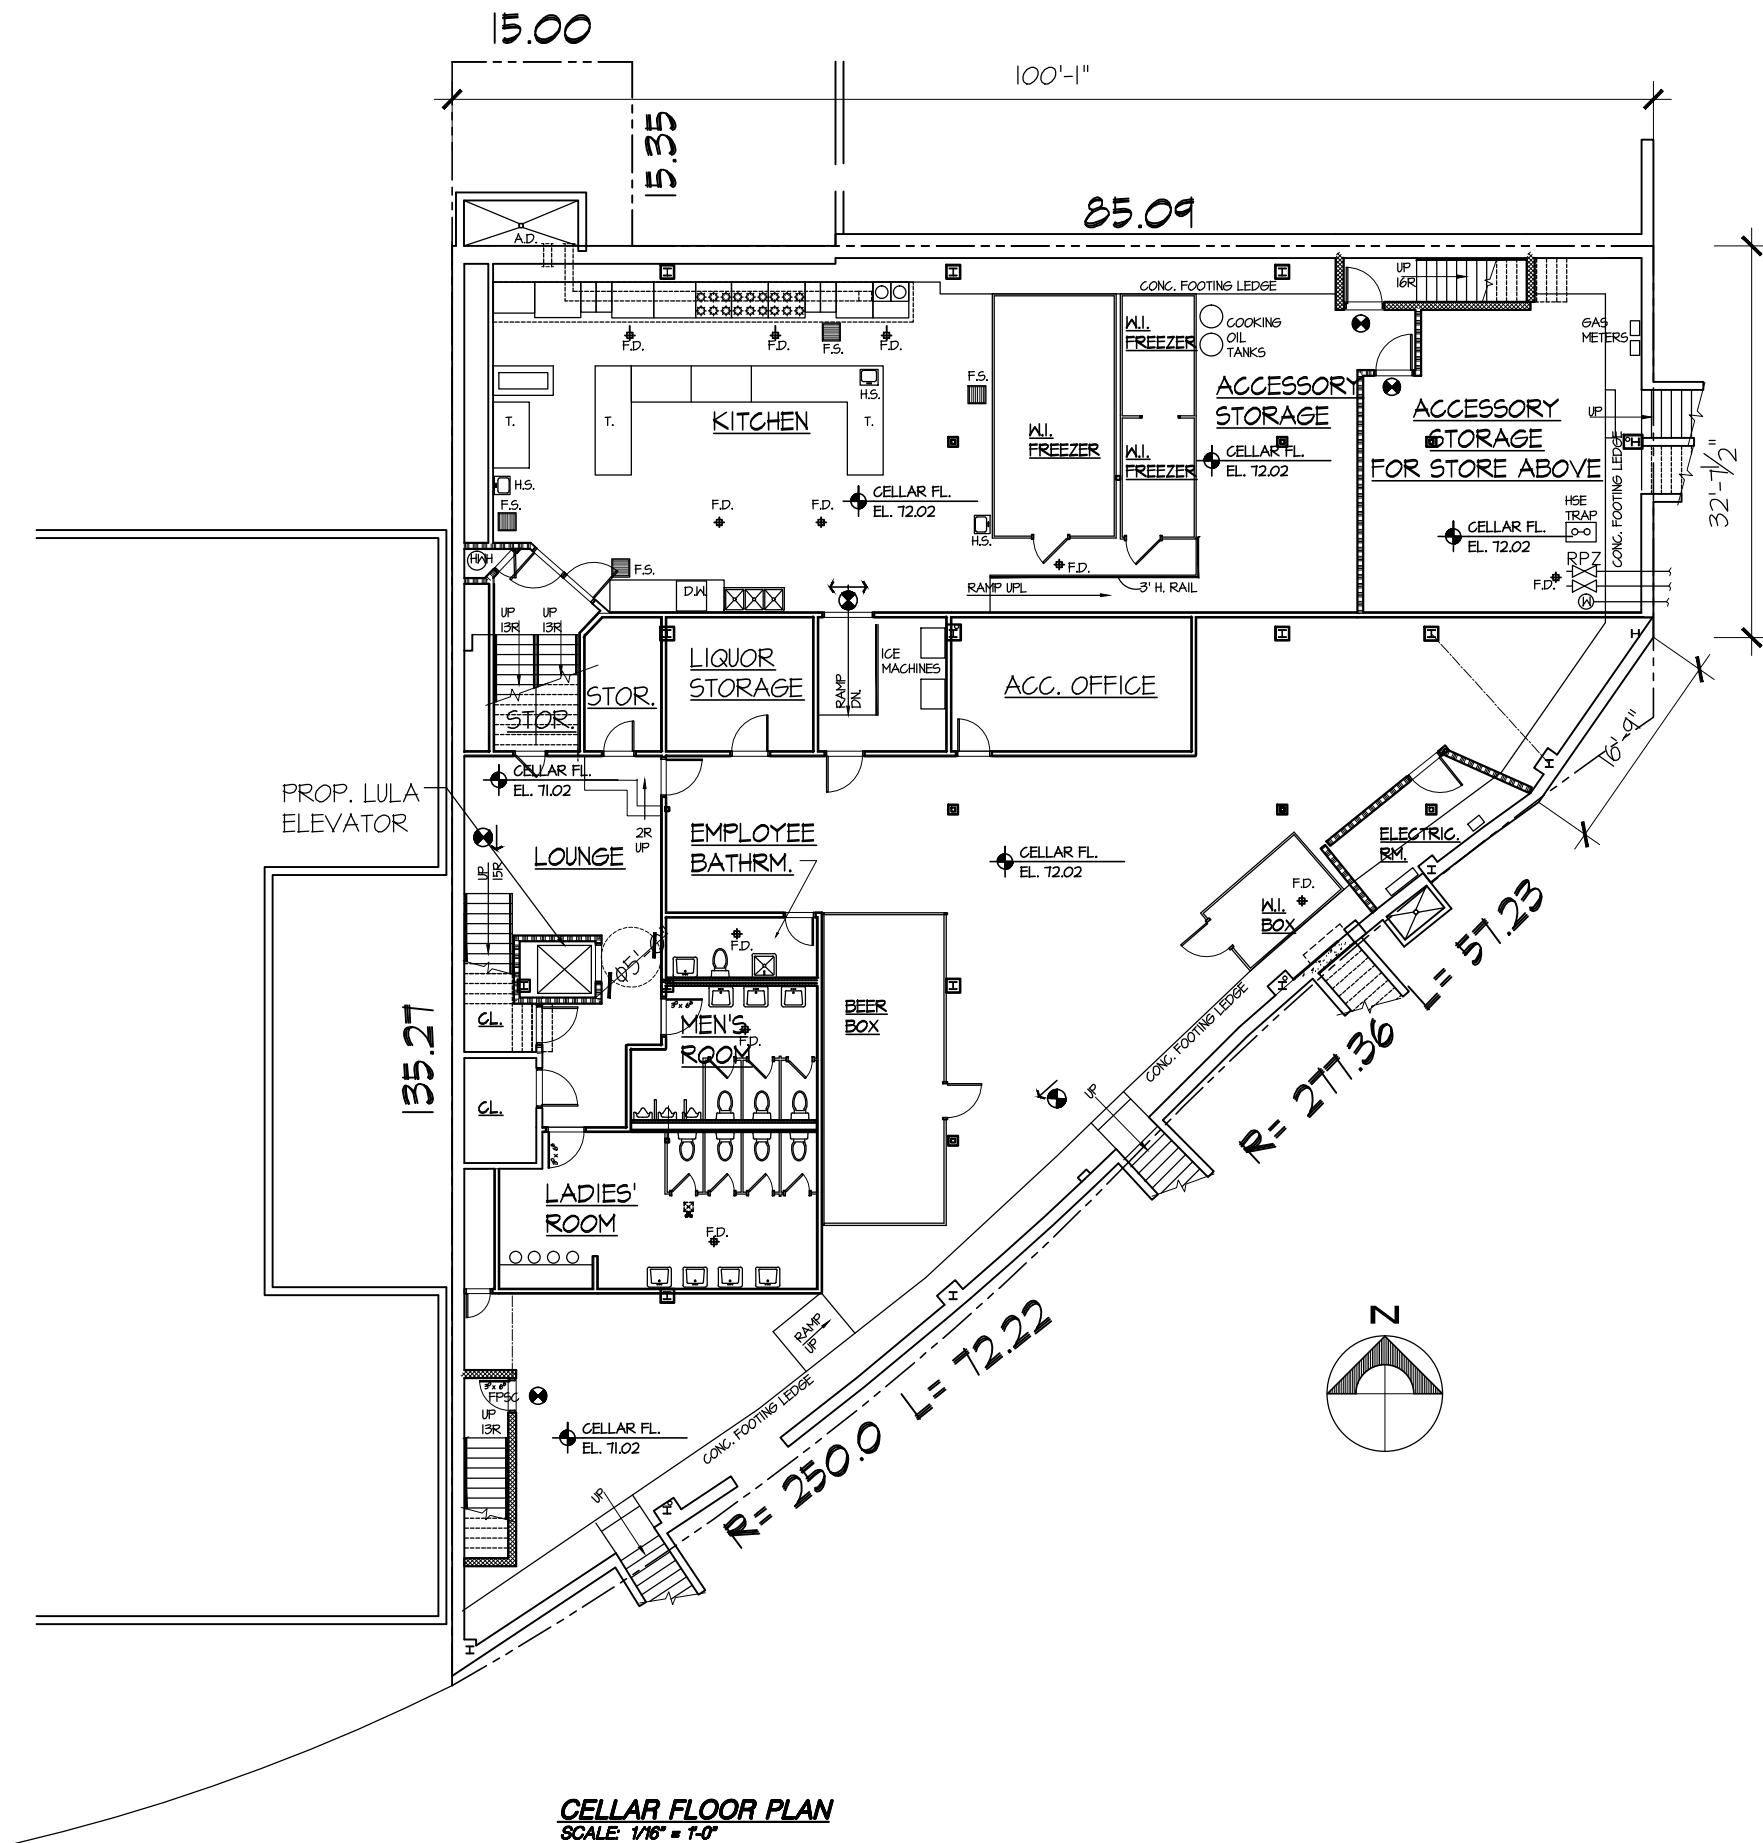 15.00
100'-1"
15.35
85.09
A.D.
CONC. FOOTING LEDGE
UP
16R
W.I.
FREEZER
COOKING
OIL
TANKS
GAS
METERS
F.D.
F.D.
F.S.
F.D.
H.S.
F.S.
ACCESSORY
STORAGE
ACCESSORY
STORAGE
FOR STORE ABOVE
UP
T.
T.
KITCHEN
T.
W.I.
FREEZER
W.I.
FREEZER
CELLAR FL.
EL. 72.02
CONC. FOOTING LEDGE
32'-7 1/2"
H.S.
F.S.
F.D.
F.D.
CELLAR FL.
EL. 72.02
H.S.
HSE
TRAP
CELLAR FL.
EL. 72.02
HWH
F.S.
D.W.
F.D.
RAMP UP
3' H. RAIL
RPZ
F.D.
M
UP
13R
UP
13R
STOR.
STOR.
LIQUOR
STORAGE
RAMP
DN.
ICE
MACHINES
ACC. OFFICE
16'-9"
CELLAR FL.
EL. 71.02
PROP. LULA
ELEVATOR
LOUNGE
2R
UP
UP
15R
EMPLOYEE
BATHRM.
CELLAR FL.
EL. 72.02
ELECTRIC.
RM.
F.D.
W.I.
BOX
F.D.
L= 57.23
R= 277.36
135.27
CL.
CL.
MEN'S
ROOM
F.D.
BEER
BOX
CONC. FOOTING LEDGE
UP
LADIES'
ROOM
F.D.
RAMP
UP
L= 72.22
R= 250.0
N
FPSC
UP
13R
CELLAR FL.
EL. 71.02
CONC. FOOTING LEDGE
UP
CELLAR FLOOR PLAN
SCALE: 1/16" = 1'-0"